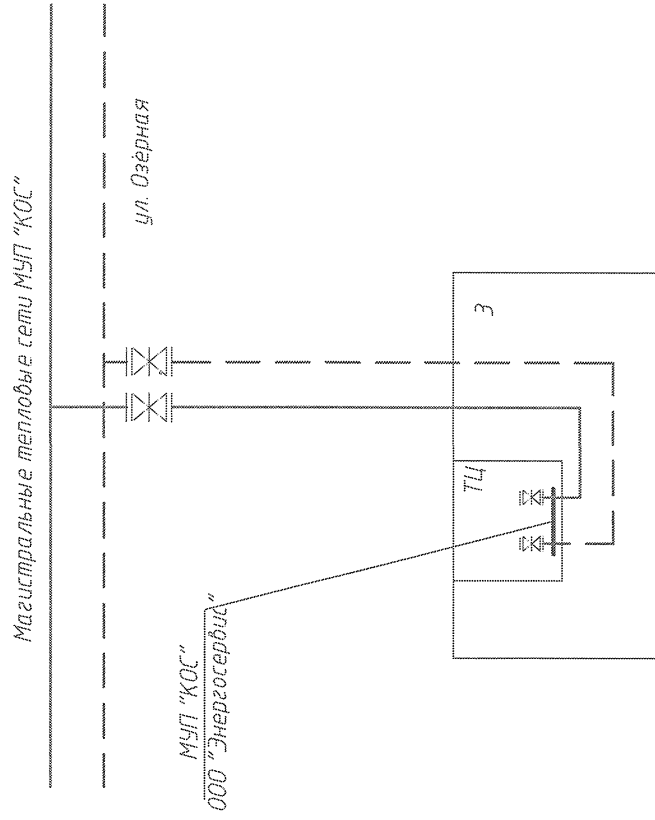 Магистральные тепловые сети МУП "КОС"
ул. Озёрная
МУП "КОС"
ООО "Энергосервис"
ТЦ
3